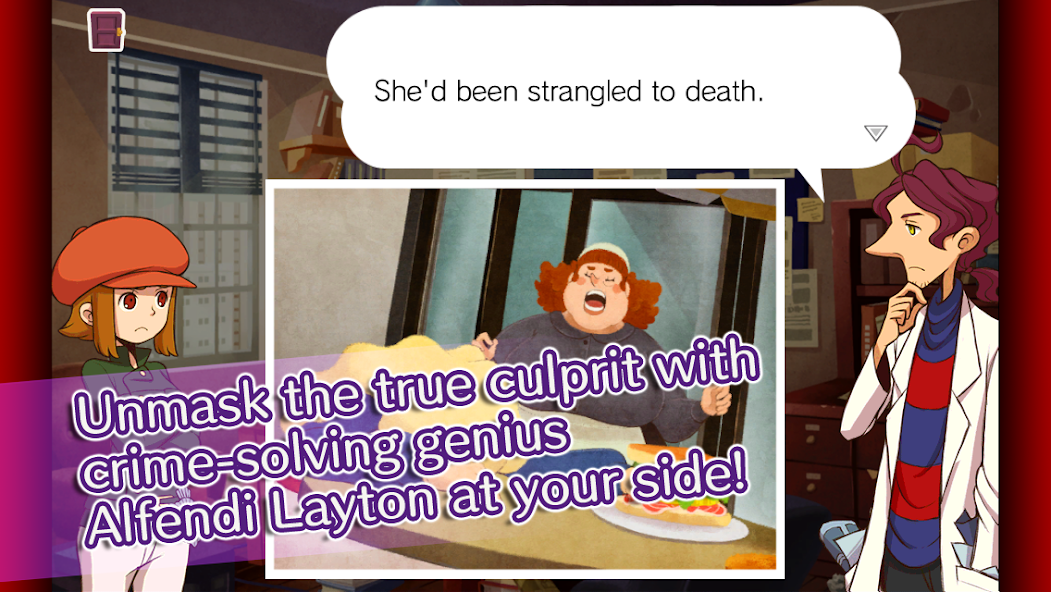 She'd been strangled to death.
Unmask the true culprit with
crime-solving genius
Alfendi Layton at your side!